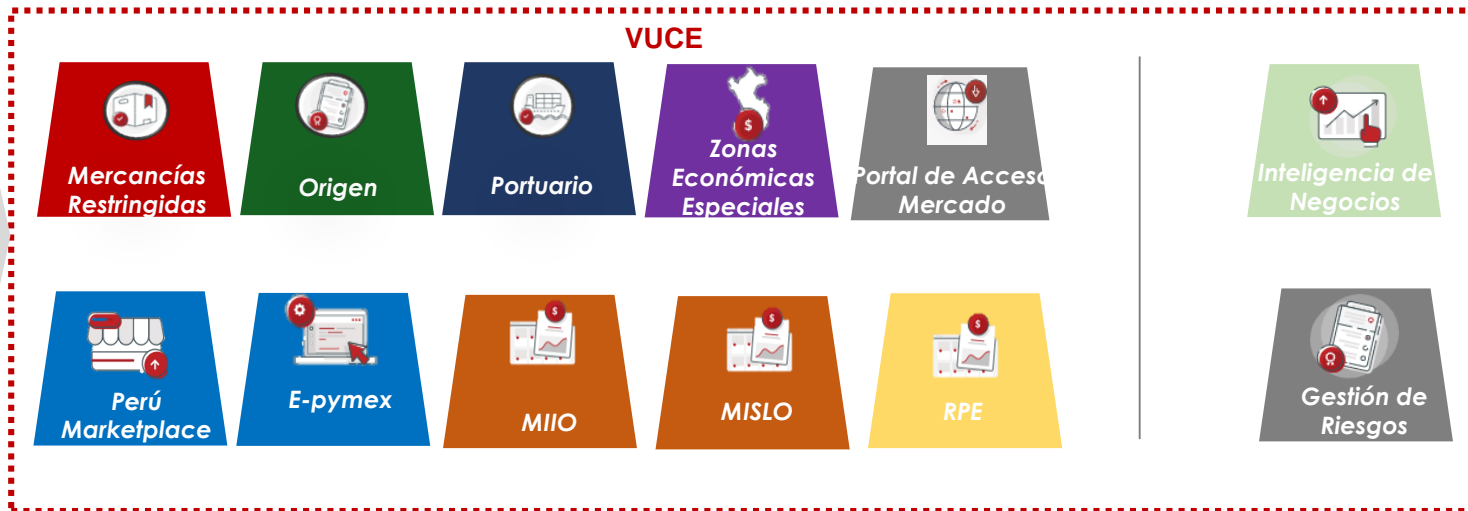 VUCE
Mercancías
Restringidas
Origen
Portuario
Zonas
Económicas
Especiales
Portal de Acceso
Mercado
Inteligencia de
Negocios
Perú
Marketplace
E-pymex
MIIO
MISLO
RPE
Gestión de
Riesgos